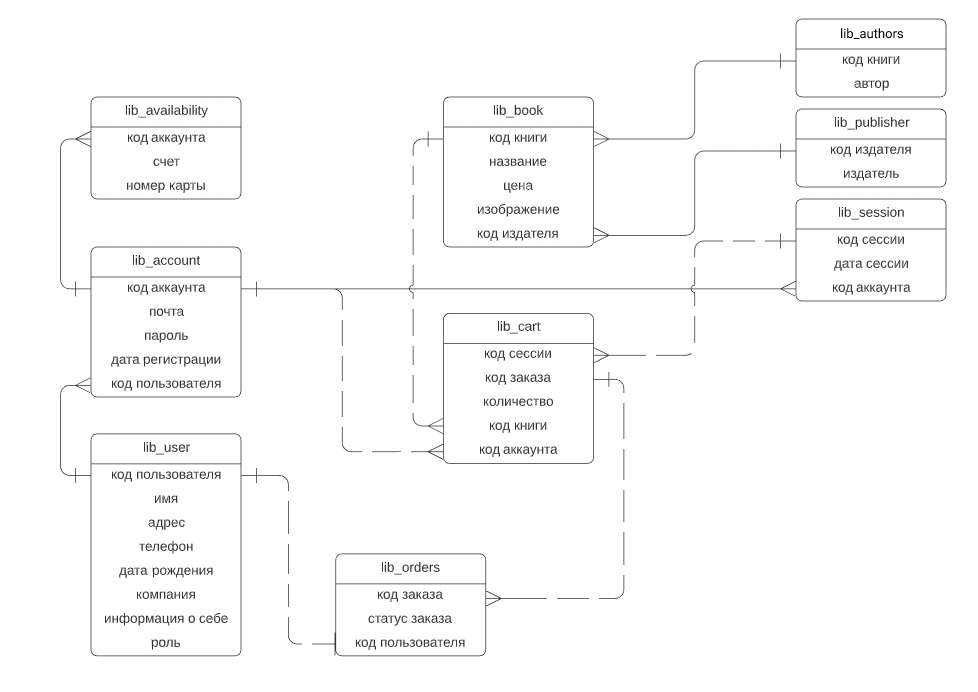 lib_availability
код аккаунта
счет
номер карты
lib_account
код аккаунта
почта
пароль
дата регистрации
код пользователя
lib_user
код пользователя
имя
адрес
телефон
дата рождения
компания
информация о себе
роль
lib_book
код книги
название
цена
изображение
код издателя
lib_cart
код сессии
код заказа
количество
код книги
код аккаунта
lib_orders
код заказа
статус заказа
код пользователя
lib_authors
код книги
автор
lib_publisher
код издателя
издатель
lib_session
код сессии
дата сессии
код аккаунта